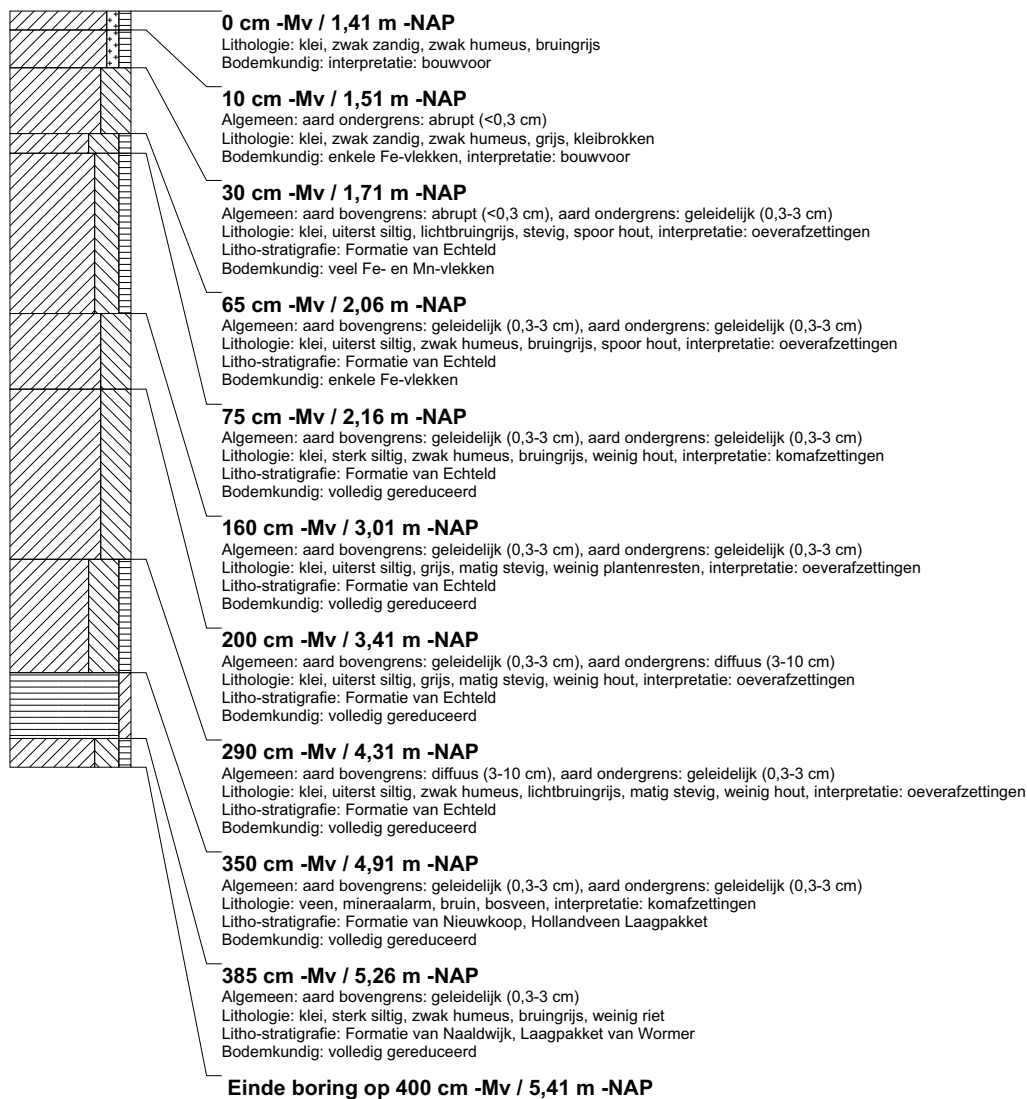 0 cm -Mv / 1,41 m -NAP
Lithologie: klei, zwak zandig, zwak humeus, bruingrijs
Bodemkundig: interpretatie: bouwvoor
10 cm -Mv / 1,51 m -NAP
Algemeen: aard ondergrens: abrupt (<0,3 cm)
Lithologie: klei, zwak zandig, zwak humeus, grijs, kleibrokken
Bodemkundig: enkele Fe-vlekken, interpretatie: bouwvoor
30 cm -Mv / 1,71 m -NAP
Algemeen: aard bovengrens: abrupt (<0,3 cm), aard ondergrens: geleidelijk (0,3-3 cm)
Lithologie: klei, uiterst siltig, lichtbruingrijs, stevig, spoor hout, interpretatie: oeverafzettingen
Litho-stratigrafie: Formatie van Echteld
Bodemkundig: veel Fe- en Mn-vlekken
65 cm -Mv / 2,06 m -NAP
Algemeen: aard bovengrens: geleidelijk (0,3-3 cm), aard ondergrens: geleidelijk (0,3-3 cm)
Lithologie: klei, uiterst siltig, zwak humeus, bruingrijs, spoor hout, interpretatie: oeverafzettingen
Litho-stratigrafie: Formatie van Echteld
Bodemkundig: enkele Fe-vlekken
75 cm -Mv / 2,16 m -NAP
Algemeen: aard bovengrens: geleidelijk (0,3-3 cm), aard ondergrens: geleidelijk (0,3-3 cm)
Lithologie: klei, sterk siltig, zwak humeus, bruingrijs, weinig hout, interpretatie: komafzettingen
Litho-stratigrafie: Formatie van Echteld
Bodemkundig: volledig gereduceerd
160 cm -Mv / 3,01 m -NAP
Algemeen: aard bovengrens: geleidelijk (0,3-3 cm), aard ondergrens: geleidelijk (0,3-3 cm)
Lithologie: klei, uiterst siltig, grijs, matig stevig, weinig plantenresten, interpretatie: oeverafzettingen
Litho-stratigrafie: Formatie van Echteld
Bodemkundig: volledig gereduceerd
200 cm -Mv / 3,41 m -NAP
Algemeen: aard bovengrens: geleidelijk (0,3-3 cm), aard ondergrens: diffuus (3-10 cm)
Lithologie: klei, uiterst siltig, grijs, matig stevig, weinig hout, interpretatie: oeverafzettingen
Litho-stratigrafie: Formatie van Echteld
Bodemkundig: volledig gereduceerd
290 cm -Mv / 4,31 m -NAP
Algemeen: aard bovengrens: diffuus (3-10 cm), aard ondergrens: geleidelijk (0,3-3 cm)
Lithologie: klei, uiterst siltig, zwak humeus, lichtbruingrijs, matig stevig, weinig hout, interpretatie: oeverafzettingen
Litho-stratigrafie: Formatie van Echteld
Bodemkundig: volledig gereduceerd
350 cm -Mv / 4,91 m -NAP
Algemeen: aard bovengrens: geleidelijk (0,3-3 cm), aard ondergrens: geleidelijk (0,3-3 cm)
Lithologie: veen, mineraalarm, bruin, bosveen, interpretatie: komafzettingen
Litho-stratigrafie: Formatie van Nieuwkoop, Hollandveen Laagpakket
Bodemkundig: volledig gereduceerd
385 cm -Mv / 5,26 m -NAP
Algemeen: aard bovengrens: geleidelijk (0,3-3 cm)
Lithologie: klei, sterk siltig, zwak humeus, bruingrijs, weinig riet
Litho-stratigrafie: Formatie van Naaldwijk, Laagpakket van Wormer
Bodemkundig: volledig gereduceerd
Einde boring op 400 cm -Mv / 5,41 m -NAP